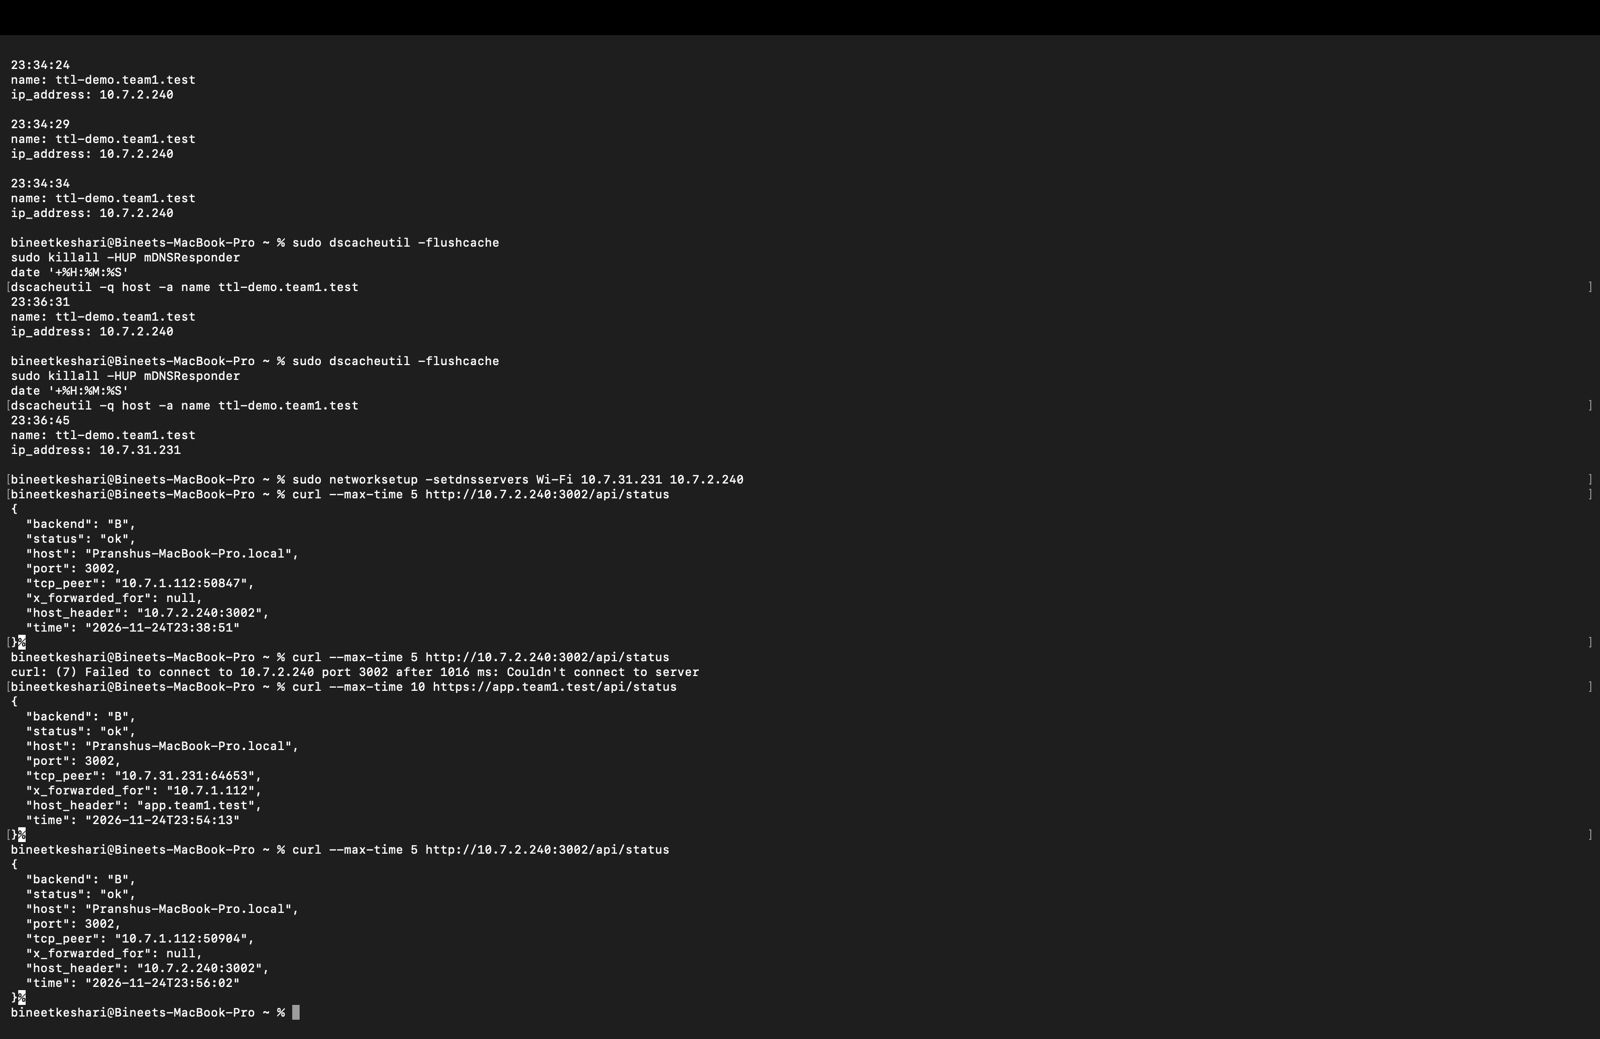 23:34:24
name: ttl-demo.team1.test
ip_address: 10.7.2.240
23:34:29
name: ttl-demo.team1.test
ip_address: 10.7.2.240
23:34:34
name: ttl-demo.team1.test
ip_address: 10.7.2.240
bineetkeshari@Bineets-MacBook-Pro ~ % sudo dscacheutil -flushcache
sudo killall -HUP mDNSResponder
date '+%H:%M:%S'
[dscacheutil -q host -a name ttl-demo.team1.test ]
23:36:31
name: ttl-demo.team1.test
ip_address: 10.7.2.240
bineetkeshari@Bineets-MacBook-Pro ~ % sudo dscacheutil -flushcache
sudo killall -HUP mDNSResponder
date '+%H:%M:%S'
[dscacheutil -q host -a name ttl-demo.team1.test ]
23:36:45
name: ttl-demo.team1.test
ip_address: 10.7.31.231
[bineetkeshari@Bineets-MacBook-Pro ~ % sudo networksetup -setdnsservers Wi-Fi 10.7.31.231 10.7.2.240 ]
[bineetkeshari@Bineets-MacBook-Pro ~ % curl --max-time 5 http://10.7.2.240:3002/api/status ]
{
"backend": "B",
"status": "ok",
"host": "Pranshus-MacBook-Pro.local",
"port": 3002,
"tcp_peer": "10.7.1.112:50847",
"x_forwarded_for": null,
"host_header": "10.7.2.240:3002",
"time": "2026-11-24T23:38:51"
[}% ]
bineetkeshari@Bineets-MacBook-Pro ~ % curl --max-time 5 http://10.7.2.240:3002/api/status
curl: (7) Failed to connect to 10.7.2.240 port 3002 after 1016 ms: Couldn't connect to server
[bineetkeshari@Bineets-MacBook-Pro ~ % curl --max-time 10 https://app.team1.test/api/status ]
{
"backend": "B",
"status": "ok",
"host": "Pranshus-MacBook-Pro.local",
"port": 3002,
"tcp_peer": "10.7.31.231:64653",
"x_forwarded_for": "10.7.1.112",
"host_header": "app.team1.test",
"time": "2026-11-24T23:54:13"
[}% ]
bineetkeshari@Bineets-MacBook-Pro ~ % curl --max-time 5 http://10.7.2.240:3002/api/status
{
"backend": "B",
"status": "ok",
"host": "Pranshus-MacBook-Pro.local",
"port": 3002,
"tcp_peer": "10.7.1.112:50904",
"x_forwarded_for": null,
"host_header": "10.7.2.240:3002",
"time": "2026-11-24T23:56:02"
}%
bineetkeshari@Bineets-MacBook-Pro ~ %